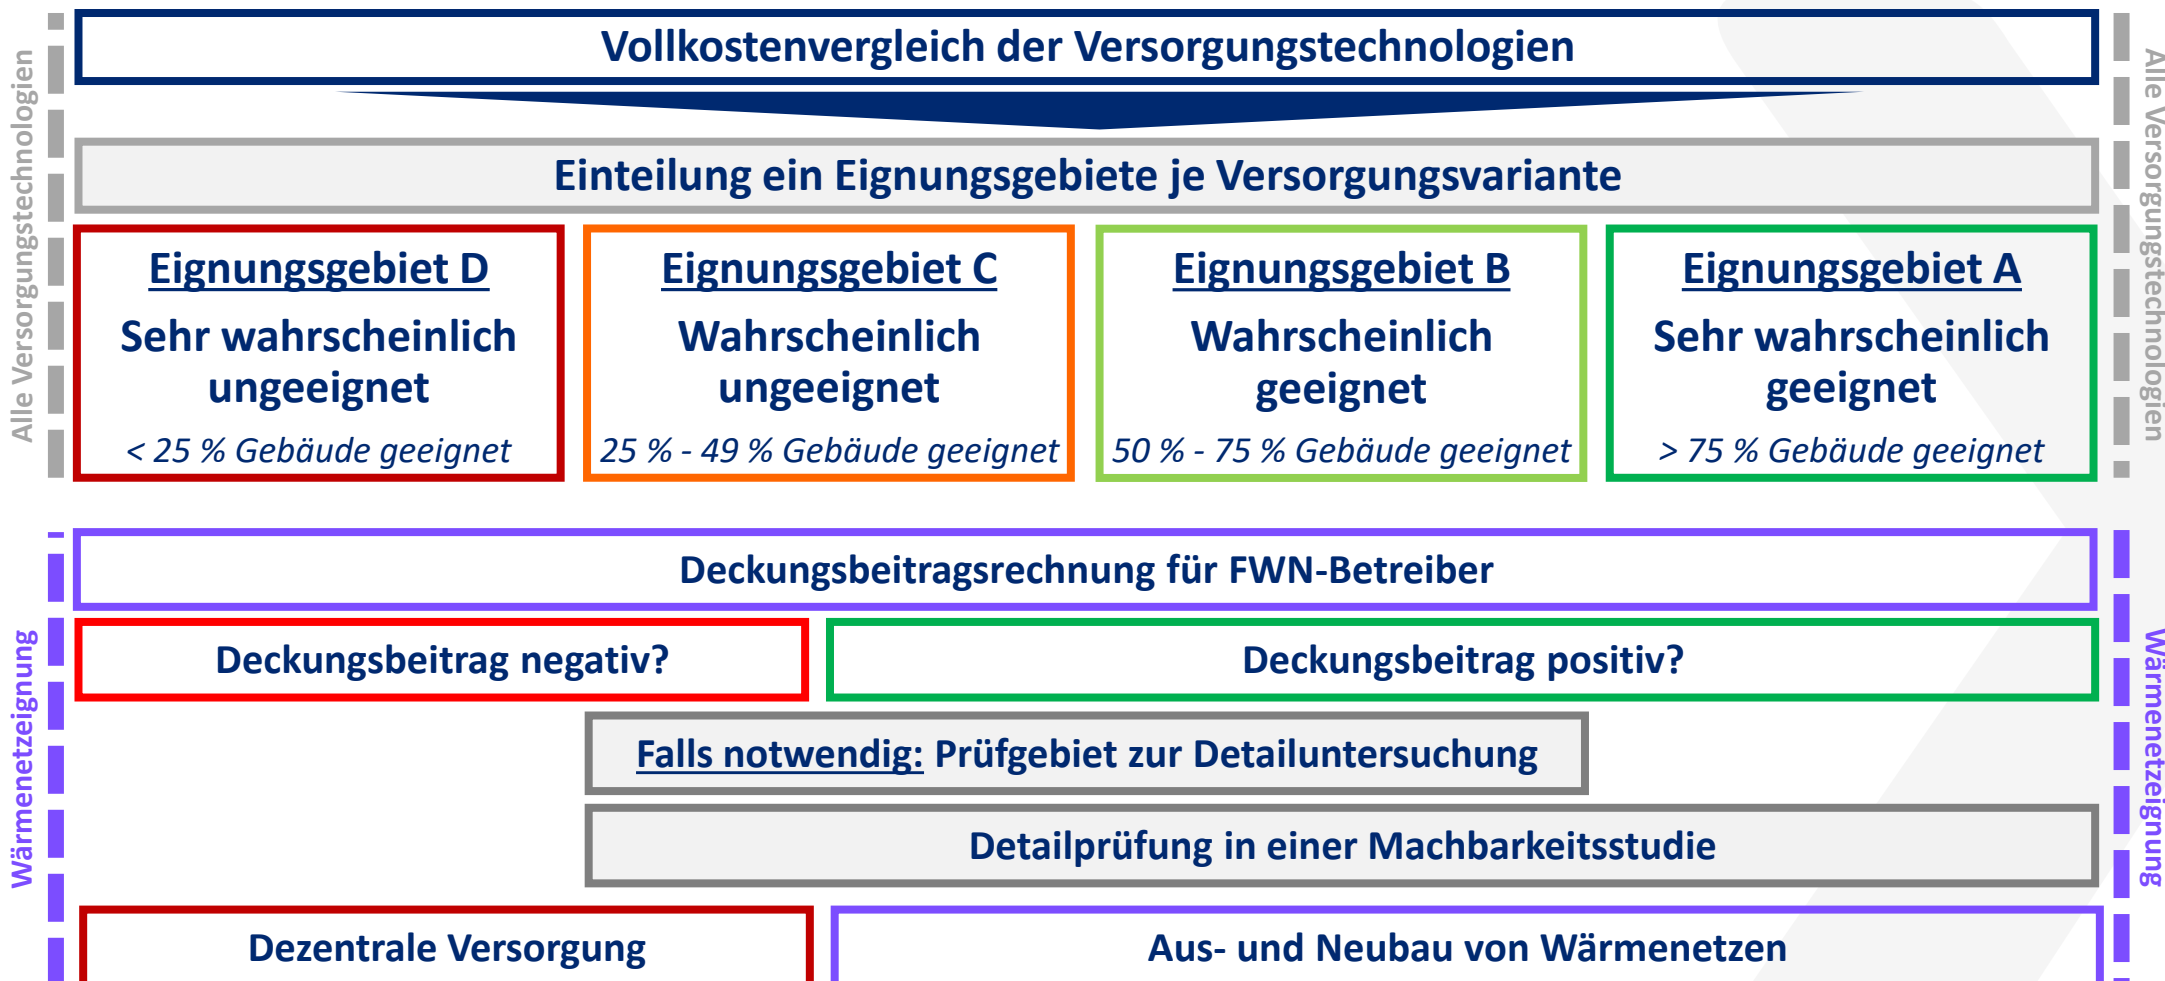 Vollkostenvergleich der Versorgungstechnologien
Alle Versorgungstechnologien
Alle Versorgungstechnologien
Einteilung ein Eignungsgebiete je Versorgungsvariante
Eignungsgebiet D
Sehr wahrscheinlich
ungeeignet
< 25 % Gebäude geeignet
Eignungsgebiet C
Wahrscheinlich
ungeeignet
25 % - 49 % Gebäude geeignet
Eignungsgebiet B
Wahrscheinlich
geeignet
50 % - 75 % Gebäude geeignet
Eignungsgebiet A
Sehr wahrscheinlich
geeignet
> 75 % Gebäude geeignet
Deckungsbeitragsrechnung für FWN-Betreiber
Wärmenetzeignung
Wärmenetzeignung
Deckungsbeitrag negativ?
Deckungsbeitrag positiv?
Falls notwendig: Prüfgebiet zur Detailuntersuchung
Detailprüfung in einer Machbarkeitsstudie
Dezentrale Versorgung
Aus- und Neubau von Wärmenetzen